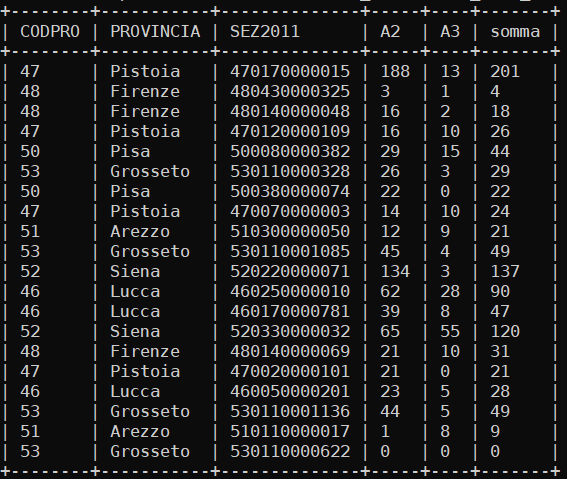 +--------+-----------+--------------+-----+----+-------+
| CODPRO | PROVINCIA | SEZ2011      | A2  | A3 | somma |
+--------+-----------+--------------+-----+----+-------+
| 47     | Pistoia   | 470170000015 | 188 | 13 | 201   |
| 48     | Firenze   | 480430000325 | 3   | 1  | 4     |
| 48     | Firenze   | 480140000048 | 16  | 2  | 18    |
| 47     | Pistoia   | 470120000109 | 16  | 10 | 26    |
| 50     | Pisa      | 500080000382 | 29  | 15 | 44    |
| 53     | Grosseto  | 530110000328 | 26  | 3  | 29    |
| 50     | Pisa      | 500380000074 | 22  | 0  | 22    |
| 47     | Pistoia   | 470070000003 | 14  | 10 | 24    |
| 51     | Arezzo    | 510300000050 | 12  | 9  | 21    |
| 53     | Grosseto  | 530110001085 | 45  | 4  | 49    |
| 52     | Siena     | 520220000071 | 134 | 3  | 137   |
| 46     | Lucca     | 460250000010 | 62  | 28 | 90    |
| 46     | Lucca     | 460170000781 | 39  | 8  | 47    |
| 52     | Siena     | 520330000032 | 65  | 55 | 120   |
| 48     | Firenze   | 480140000069 | 21  | 10 | 31    |
| 47     | Pistoia   | 470020000101 | 21  | 0  | 21    |
| 46     | Lucca     | 460050000201 | 23  | 5  | 28    |
| 53     | Grosseto  | 530110001136 | 44  | 5  | 49    |
| 51     | Arezzo    | 510110000017 | 1   | 8  | 9     |
| 53     | Grosseto  | 530110000622 | 0   | 0  | 0     |
+--------+-----------+--------------+-----+----+-------+